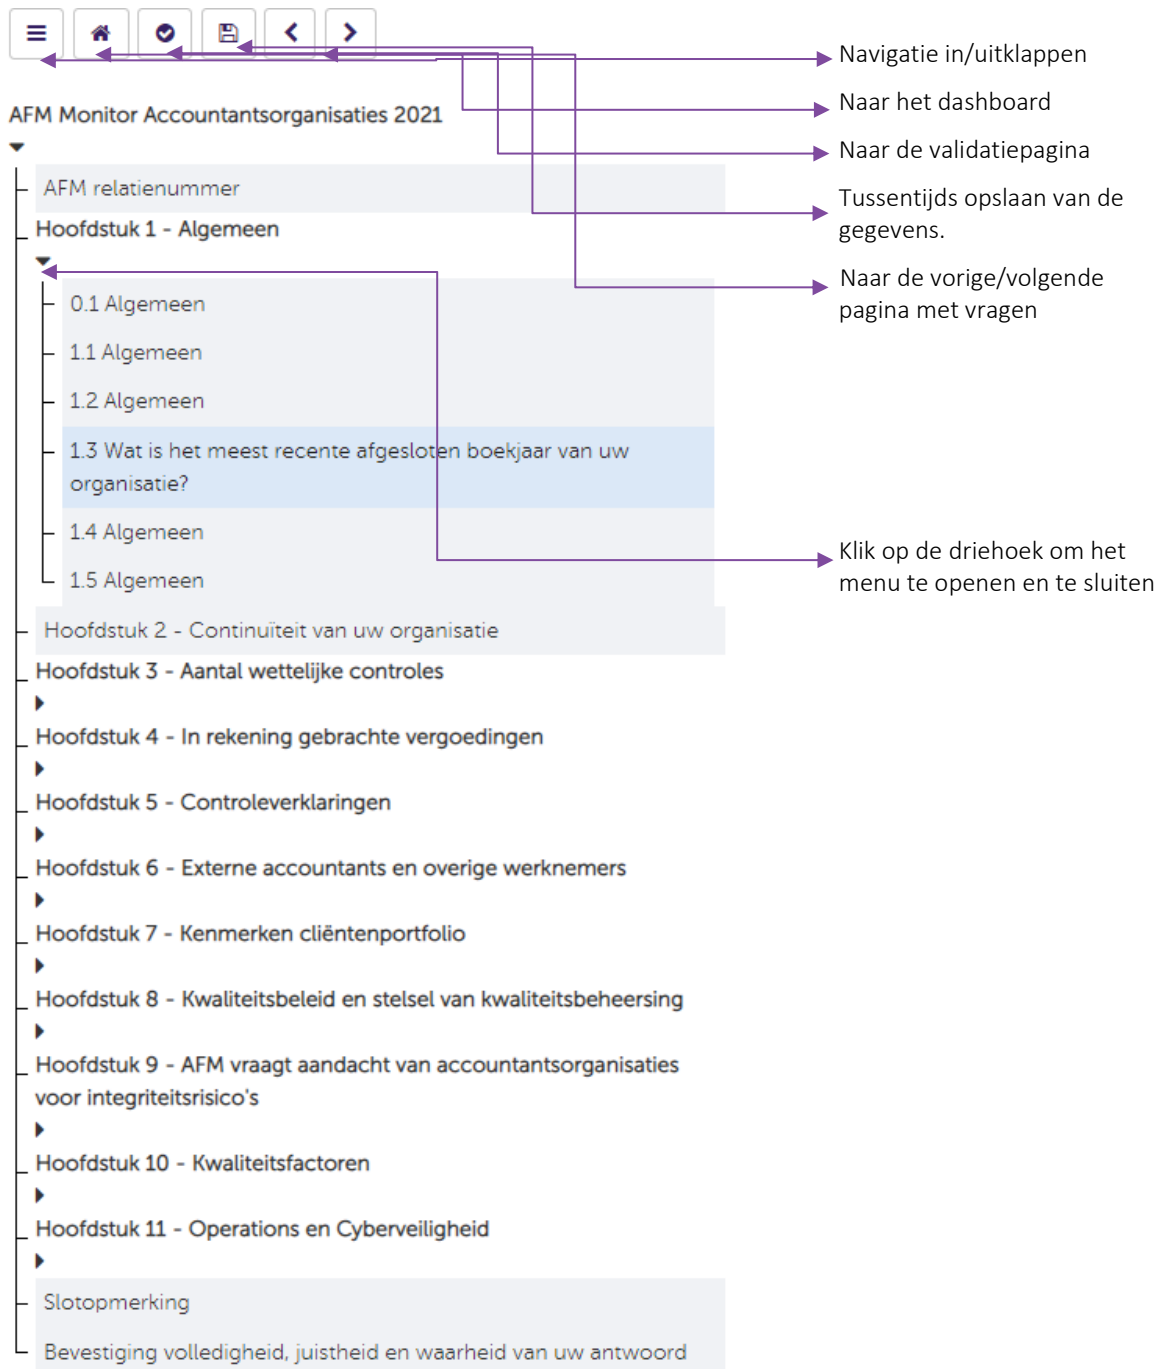 Navigatie in/uitklappen
Naar het dashboard
AFM Monitor Accountantsorganisaties 2021
Naar de validatiepagina
AFM relatienummer
Tussentijds opslaan van de
gegevens.
Hoofdstuk 1 - Algemeen
Naar de vorige/volgende
pagina met vragen
0.1 Algemeen
1.1 Algemeen
1.2 Algemeen
1.3 Wat is het meest recente afgesloten boekjaar van uw
organisatie?
1.4 Algemeen
Klik op de driehoek om het
menu te openen en te sluiten
1.5 Algemeen
Hoofdstuk 2 - Continuïteit van uw organisatie
Hoofdstuk 3 - Aantal wettelijke controles
Hoofdstuk 4 - In rekening gebrachte vergoedingen
Hoofdstuk 5 - Controleverklaringen
Hoofdstuk 6 - Externe accountants en overige werknemers
Hoofdstuk 7 - Kenmerken cliëntenportfolio
Hoofdstuk 8 - Kwaliteitsbeleid en stelsel van kwaliteitsbeheersing
Hoofdstuk 9 - AFM vraagt aandacht van accountantsorganisaties
voor integriteitsrisico's
Hoofdstuk 10 - Kwaliteitsfactoren
Hoofdstuk 11 - Operations en Cyberveiligheid
Slotopmerking
Bevestiging volledigheid, juistheid en waarheid van uw antwoord